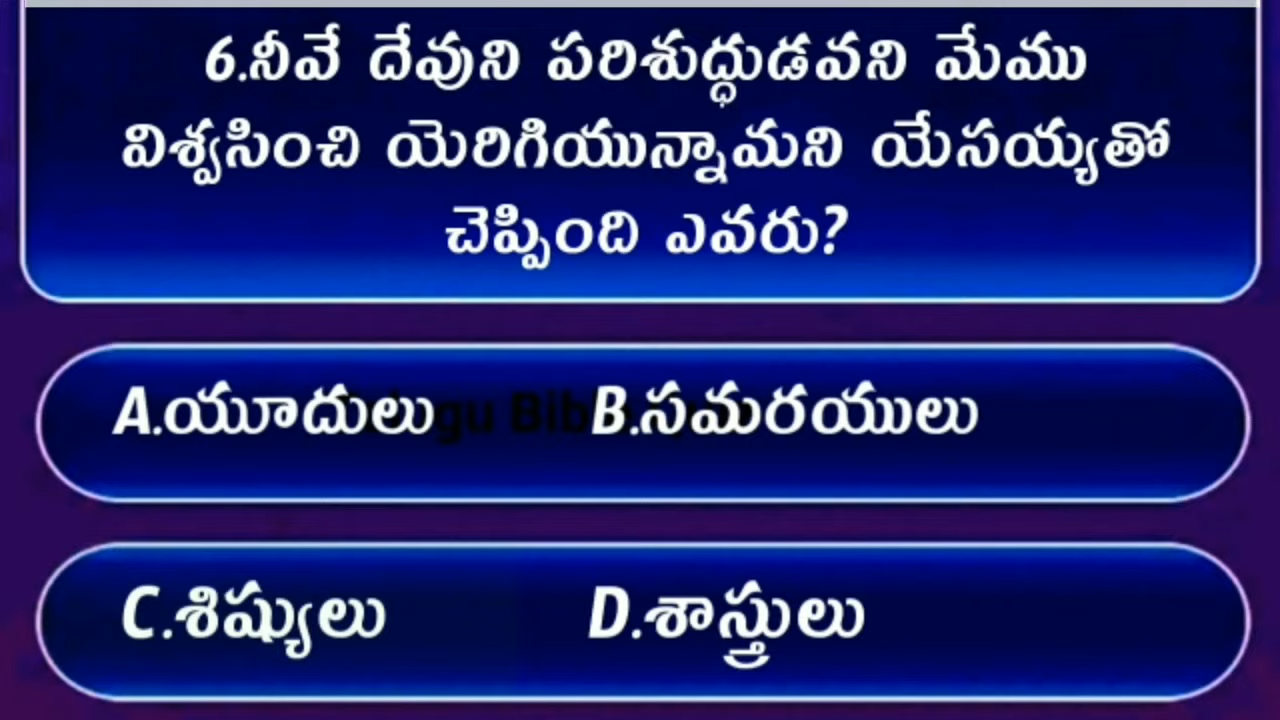 6.నీవే దేవుని పరిశుద్ధుడవని మేము
విశ్వసించి యెరిగియున్నామని యేసయ్యతో
చెప్పింది ఎవరు?
A.యూదులు B.సమరయులు
C.శిష్యులు D.శాస్త్రులు